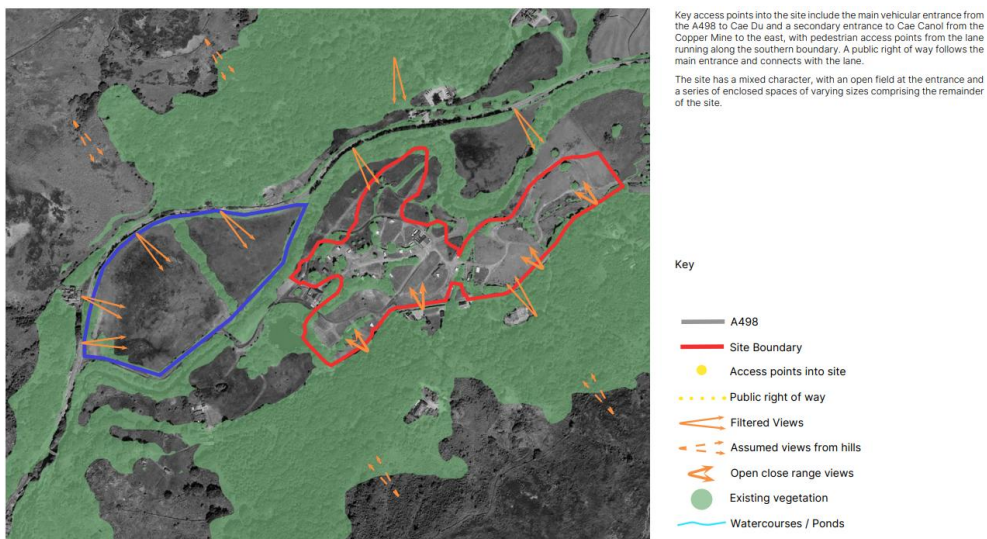 Key access points into the site include the main vehicular entrance from
the A498 to Cae Du and a secondary entrance to Cae Canol from the
Copper Mine to the east, with pedestrian access points from the lane
running along the southern boundary. A public right of way follows the
main entrance and connects with the lane.
The site has a mixed character, with an open field at the entrance and
a series of enclosed spaces of varying sizes comprising the remainder
of the site.
Key
A498
Site Boundary
Access points into site
Public right of way
Filtered Views
Assumed views from hills
Open close range views
Existing vegetation
Watercourses / Ponds